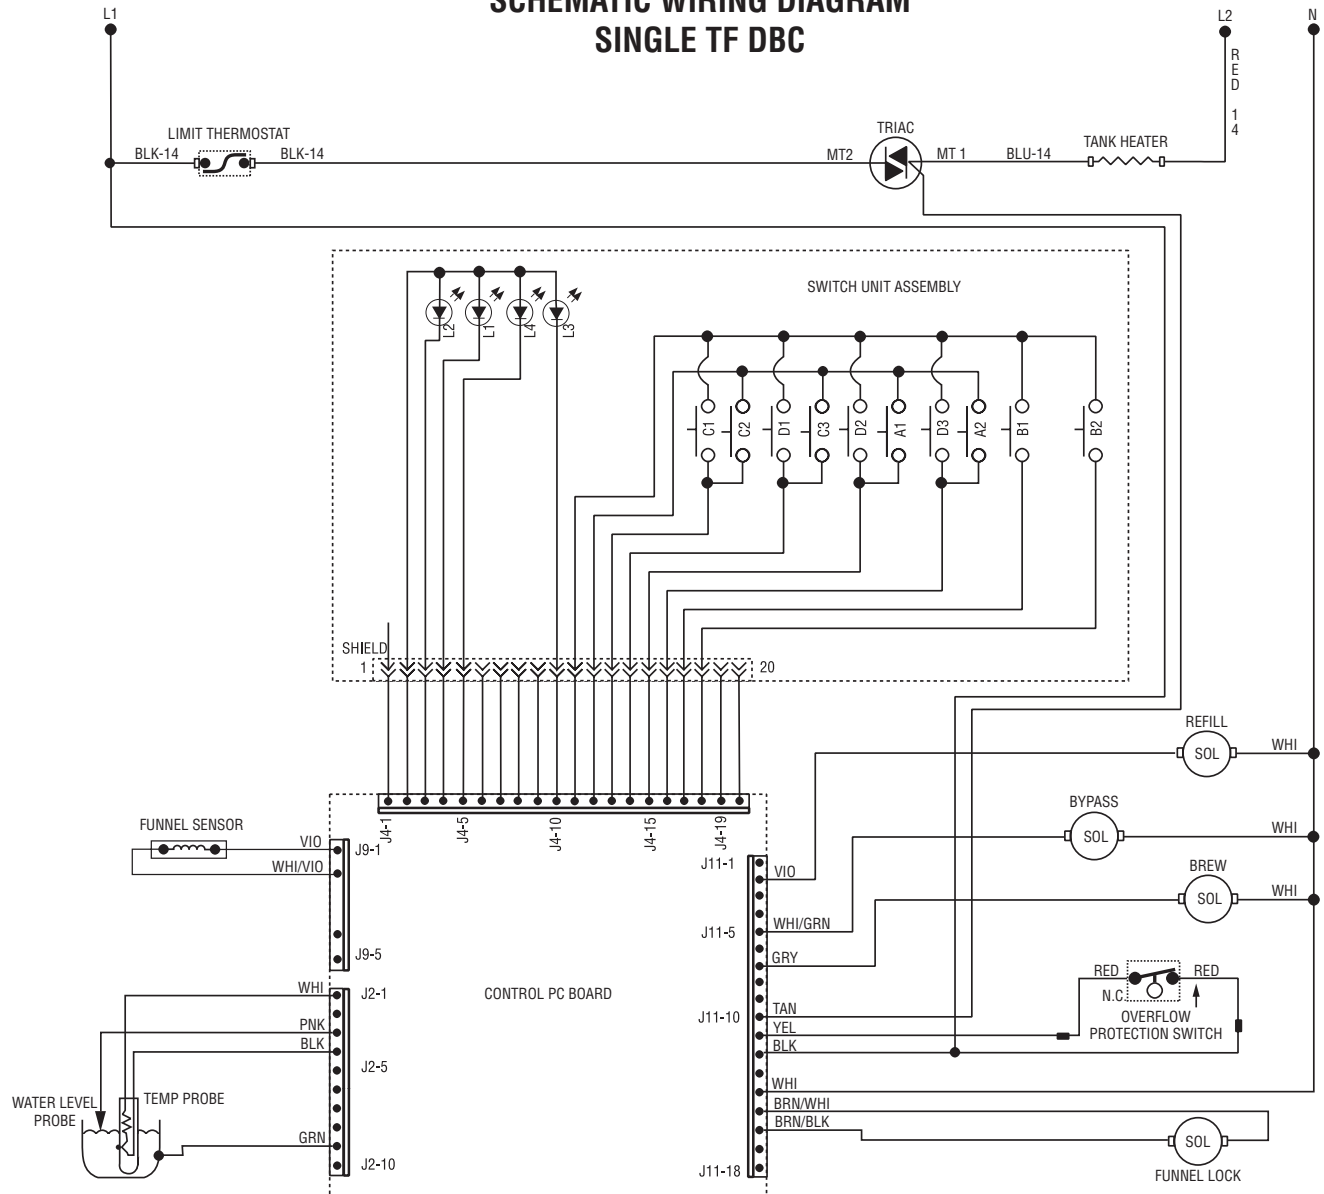 SCHEMATIC WIRING DIAGRAM
SINGLE TF DBC
L1
L2
N
RED 14
LIMIT THERMOSTAT
BLK-14
BLK-14
TRIAC
MT2
MT 1
BLU-14
TANK HEATER
SWITCH UNIT ASSEMBLY
L2
L1
L4
L3
C1
C2
D1
C3
D2
A1
D3
A2
B1
B2
SHIELD
1
20
REFILL
SOL
WHI
BYPASS
SOL
WHI
BREW
SOL
WHI
FUNNEL SENSOR
VIO
WHI/VIO
J9-1
J9-5
J4-1
J4-5
J4-10
J4-15
J4-19
J11-1
VIO
J11-5
WHI/GRN
GRY
RED
RED
N.C.
OVERFLOW
PROTECTION SWITCH
CONTROL PC BOARD
J11-10
TAN
YEL
BLK
WHI
BRN/WHI
BRN/BLK
J11-18
SOL
FUNNEL LOCK
WHI
J2-1
PNK
BLK
J2-5
WATER LEVEL
PROBE
TEMP PROBE
GRN
J2-10